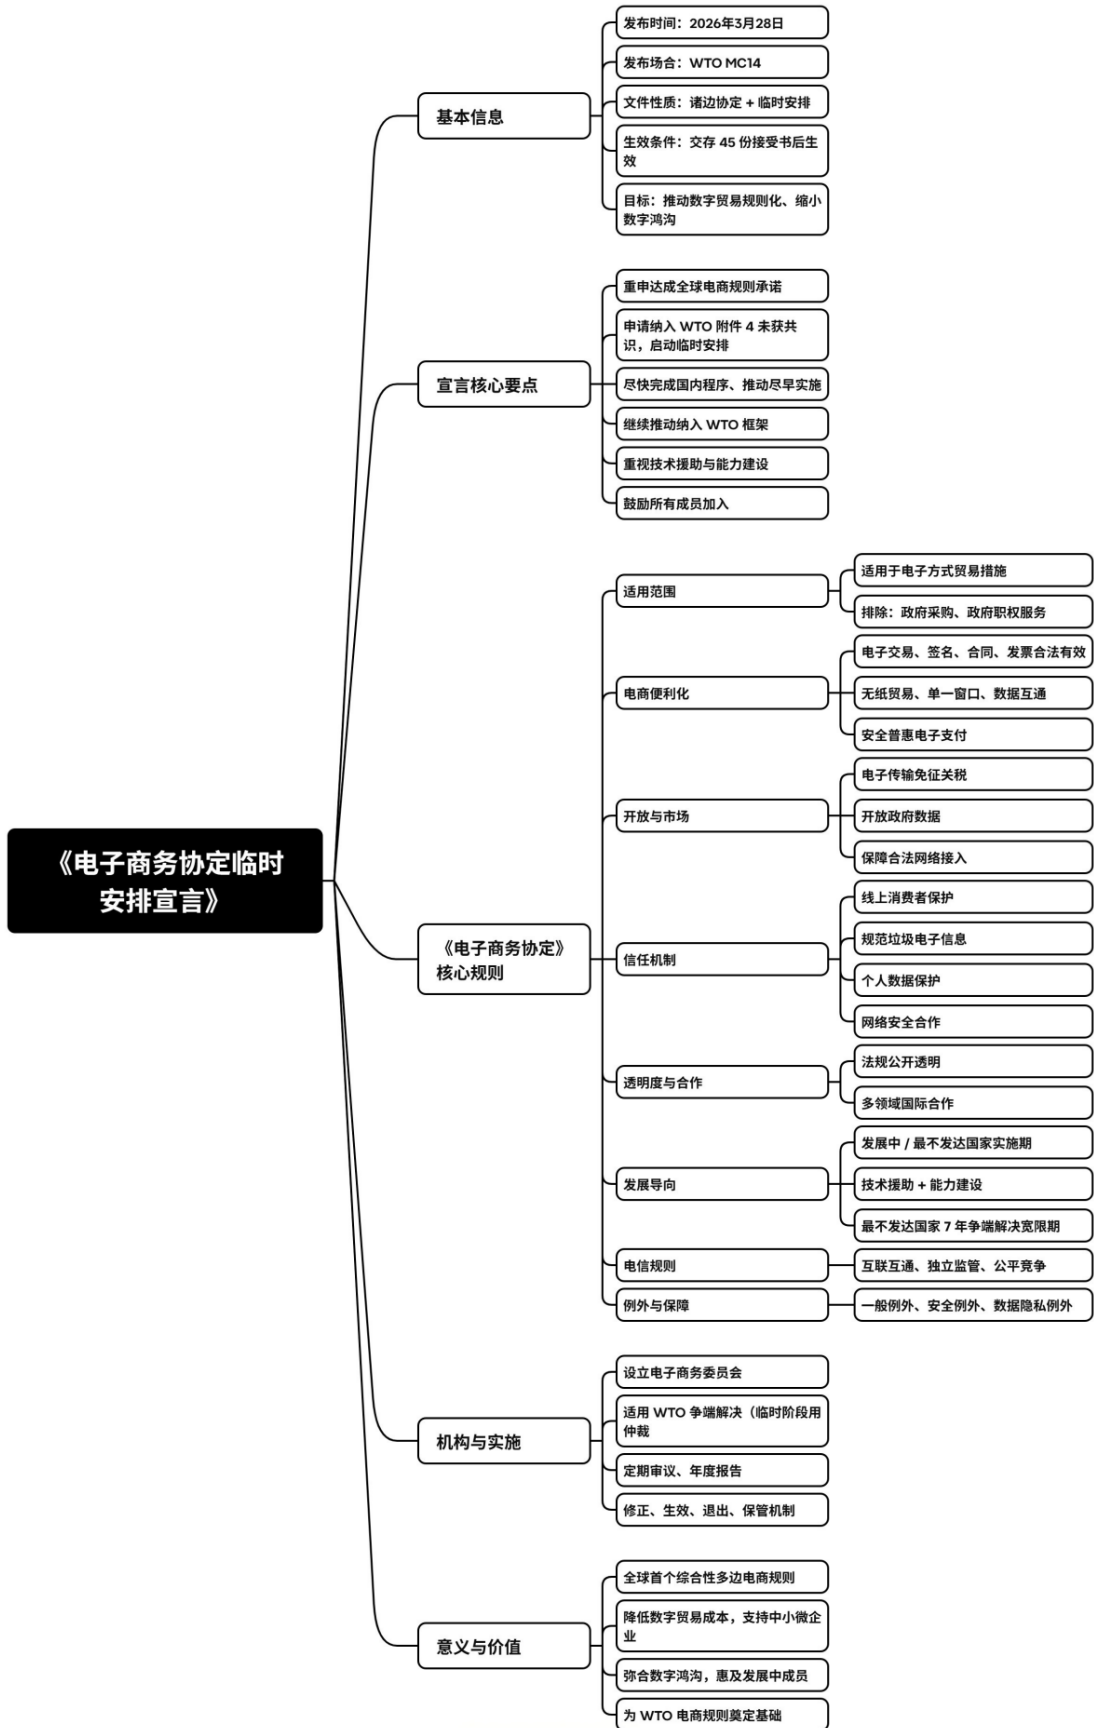 《电子商务协定临时
安排宣言》
基本信息
发布时间：2026年3月28日
发布场合：WTO MC14
文件性质：诸边协定 + 临时安排
生效条件：交存 45 份接受书后生
效
目标：推动数字贸易规则化、缩小
数字鸿沟
宣言核心要点
重申达成全球电商规则承诺
申请纳入 WTO 附件 4 未获共
识，启动临时安排
尽快完成国内程序、推动尽早实施
继续推动纳入 WTO 框架
重视技术援助与能力建设
鼓励所有成员加入
《电子商务协定》
核心规则
适用范围
适用于电子方式贸易措施
排除：政府采购、政府职权服务
电商便利化
电子交易、签名、合同、发票合法有效
无纸贸易、单一窗口、数据互通
安全普惠电子支付
开放与市场
电子传输免征关税
开放政府数据
保障合法网络接入
信任机制
线上消费者保护
规范垃圾电子信息
个人数据保护
网络安全合作
透明度与合作
法规公开透明
多领域国际合作
发展导向
发展中 / 最不发达国家实施期
技术援助 + 能力建设
最不发达国家 7 年争端解决宽限期
电信规则
互联互通、独立监管、公平竞争
例外与保障
一般例外、安全例外、数据隐私例外
机构与实施
设立电子商务委员会
适用 WTO 争端解决（临时阶段用
仲裁
定期审议、年度报告
修正、生效、退出、保管机制
意义与价值
全球首个综合性多边电商规则
降低数字贸易成本，支持中小微企
业
弥合数字鸿沟，惠及发展中成员
为 WTO 电商规则奠定基础